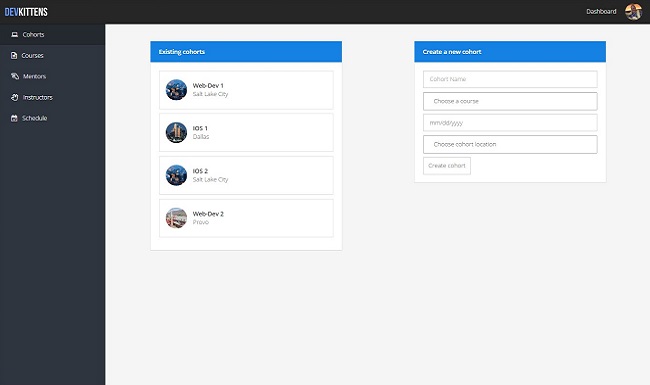 DEVKITTENS
Dashboard
Cohorts
Courses
Mentors
Instructors
Schedule
Existing cohorts
Web-Dev 1
Salt Lake City
IOS 1
Dallas
IOS 2
Salt Lake City
Web-Dev 2
Provo
Create a new cohort
Cohort Name
Choose a course
mm/dd/yyyy
Choose cohort location
Create cohort